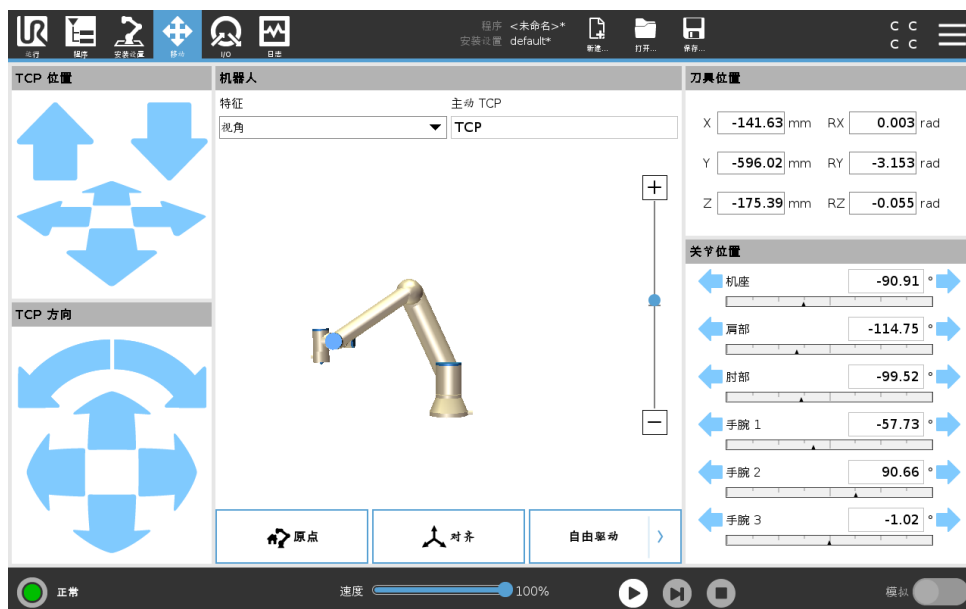 UR
运行 程序 安装设置 移动 I/O 日志
程序 <未命名>*
安装设置 default*
新建... 打开... 保存...
C C
C C
TCP 位置
机器人
特征 主动 TCP
视角 TCP
刀具位置
X -141.63 mm RX 0.003 rad
Y -596.02 mm RY -3.153 rad
Z -175.39 mm RZ -0.055 rad
关节位置
机座 -90.91 °
肩部 -114.75 °
肘部 -99.52 °
手腕 1 -57.73 °
手腕 2 90.66 °
手腕 3 -1.02 °
TCP 方向
原点 对齐 自由驱动
正常 速度 100% 模拟